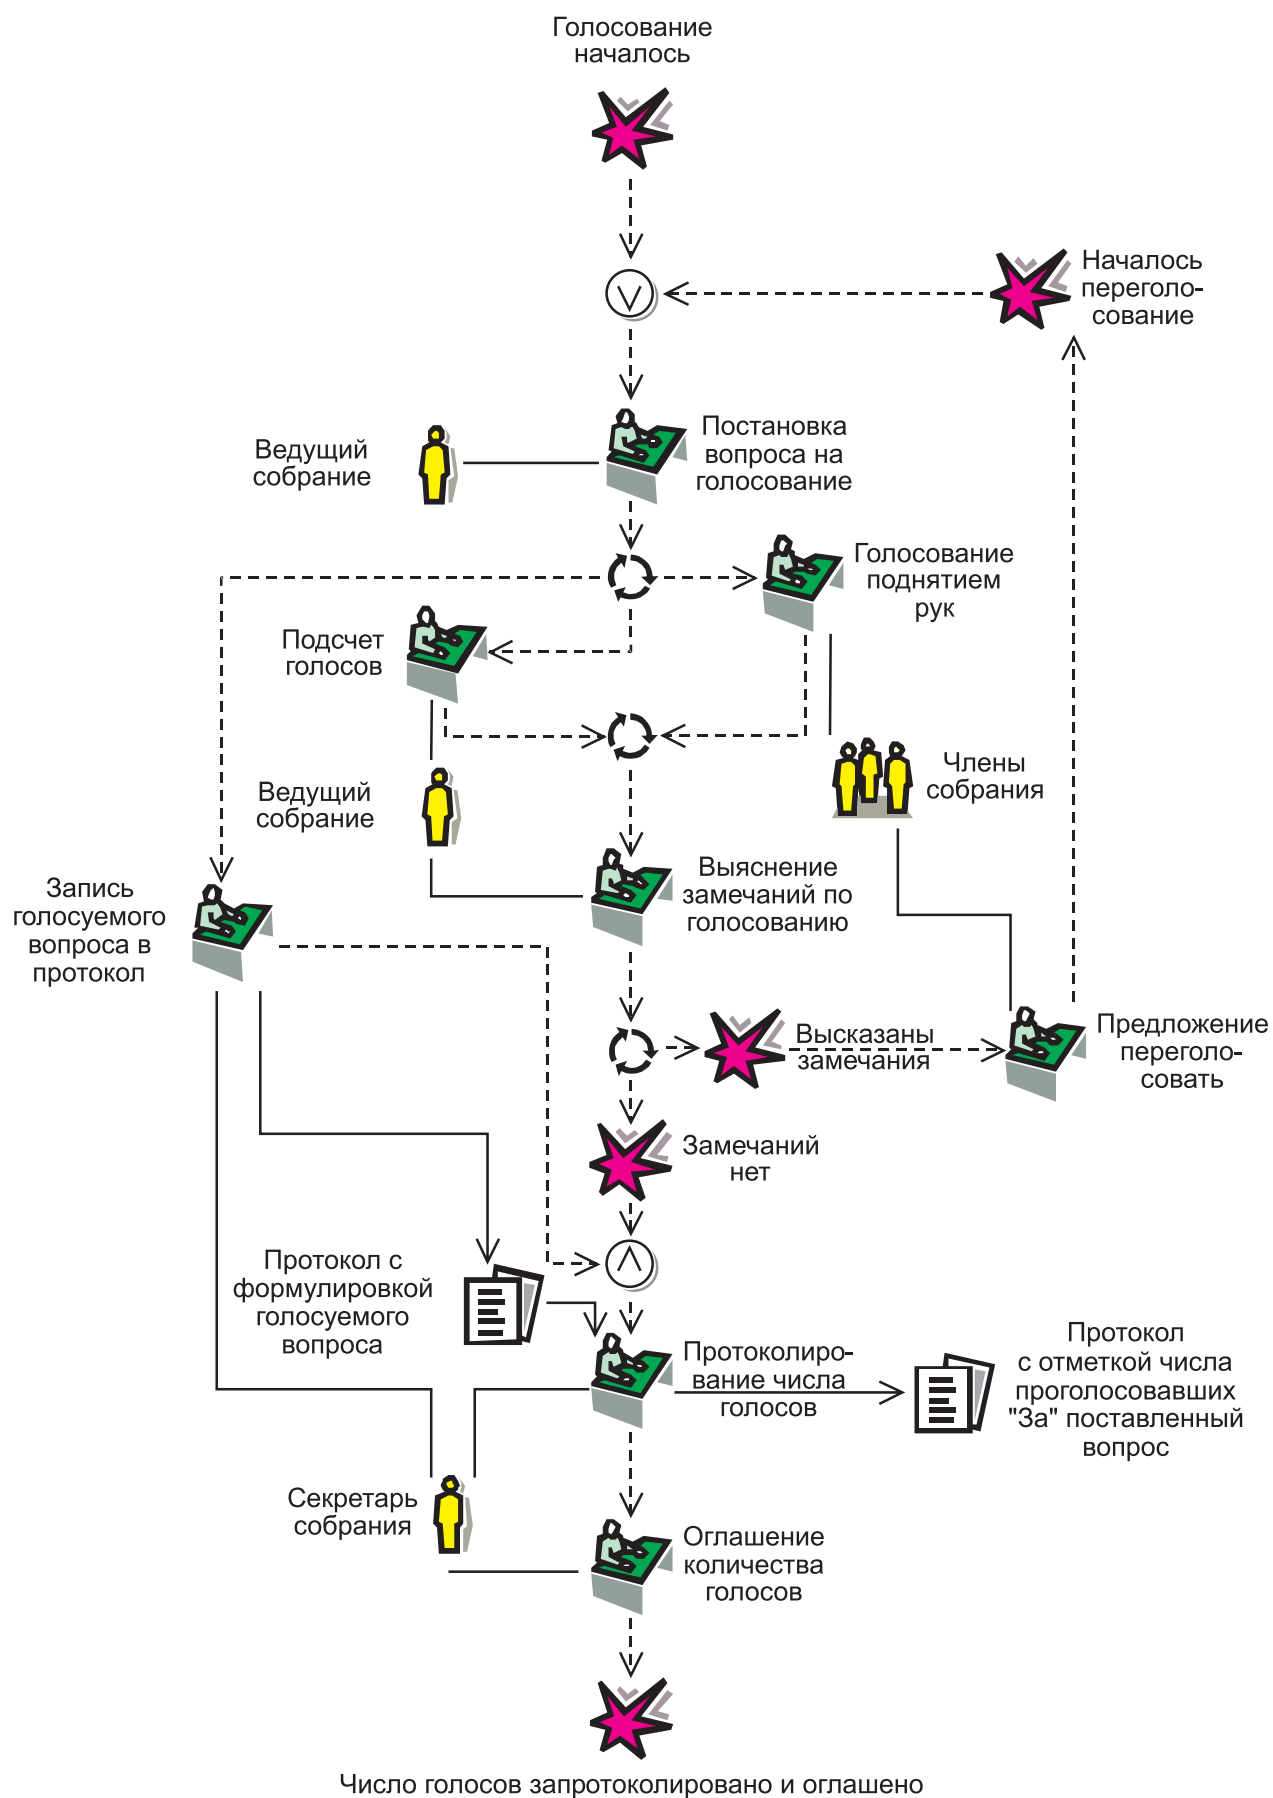 Голосование
началось
Началось
переголо-
сование
Постановка
вопроса на
голосование
Ведущий
собрание
Голосование
поднятием
рук
Подсчет
голосов
Члены
собрания
Ведущий
собрание
Выяснение
замечаний по
голосованию
Запись
голосуемого
вопроса в
протокол
Высказаны
замечания
Предложение
переголо-
совать
Замечаний
нет
Протокол с
формулировкой
голосуемого
вопроса
Протоколиро-
вание числа
голосов
Протокол
с отметкой числа
проголосовавших
"За" поставленный
вопрос
Секретарь
собрания
Оглашение
количества
голосов
Число голосов запротоколировано и оглашено